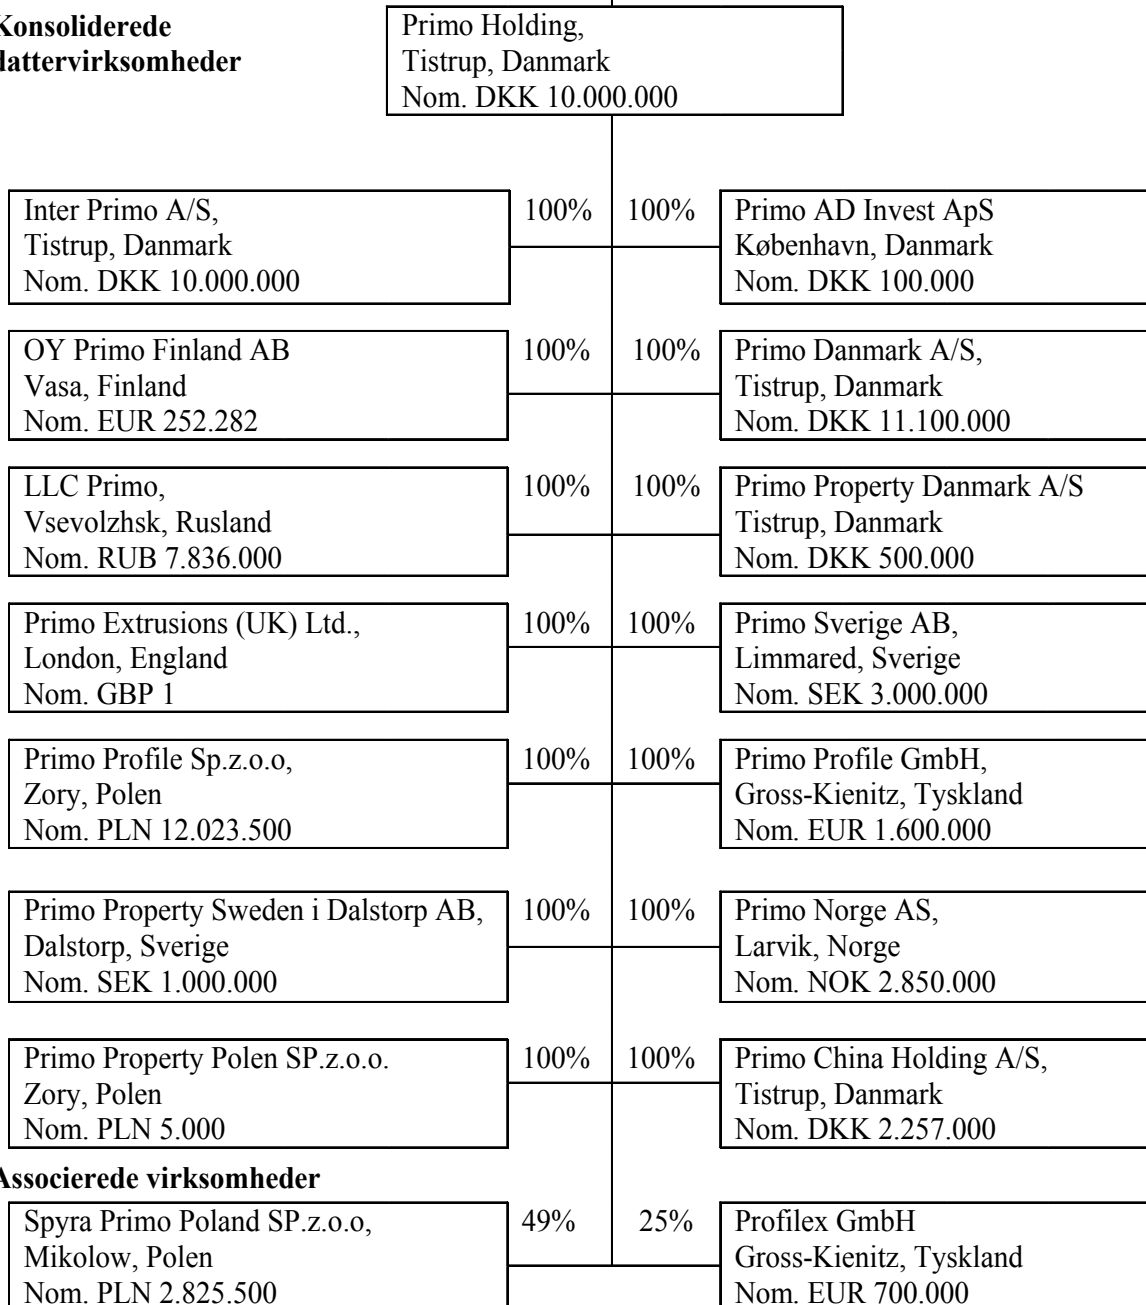 Konsoliderede
dattervirksomheder
Primo Holding,
Tistrup, Danmark
Nom. DKK 10.000.000
Inter Primo A/S,
Tistrup, Danmark
Nom. DKK 10.000.000
100%
100%
Primo AD Invest ApS
København, Danmark
Nom. DKK 100.000
OY Primo Finland AB
Vasa, Finland
Nom. EUR 252.282
100%
100%
Primo Danmark A/S,
Tistrup, Danmark
Nom. DKK 11.100.000
LLC Primo,
Vsevolzhsk, Rusland
Nom. RUB 7.836.000
100%
100%
Primo Property Danmark A/S
Tistrup, Danmark
Nom. DKK 500.000
Primo Extrusions (UK) Ltd.,
London, England
Nom. GBP 1
100%
100%
Primo Sverige AB,
Limmared, Sverige
Nom. SEK 3.000.000
Primo Profile Sp.z.o.o,
Zory, Polen
Nom. PLN 12.023.500
100%
100%
Primo Profile GmbH,
Gross-Kienitz, Tyskland
Nom. EUR 1.600.000
Primo Property Sweden i Dalstorp AB,
Dalstorp, Sverige
Nom. SEK 1.000.000
100%
100%
Primo Norge AS,
Larvik, Norge
Nom. NOK 2.850.000
Primo Property Polen SP.z.o.o.
Zory, Polen
Nom. PLN 5.000
100%
100%
Primo China Holding A/S,
Tistrup, Danmark
Nom. DKK 2.257.000
Associerede virksomheder
Spyra Primo Poland SP.z.o.o,
Mikolow, Polen
Nom. PLN 2.825.500
49%
25%
Profilex GmbH
Gross-Kienitz, Tyskland
Nom. EUR 700.000